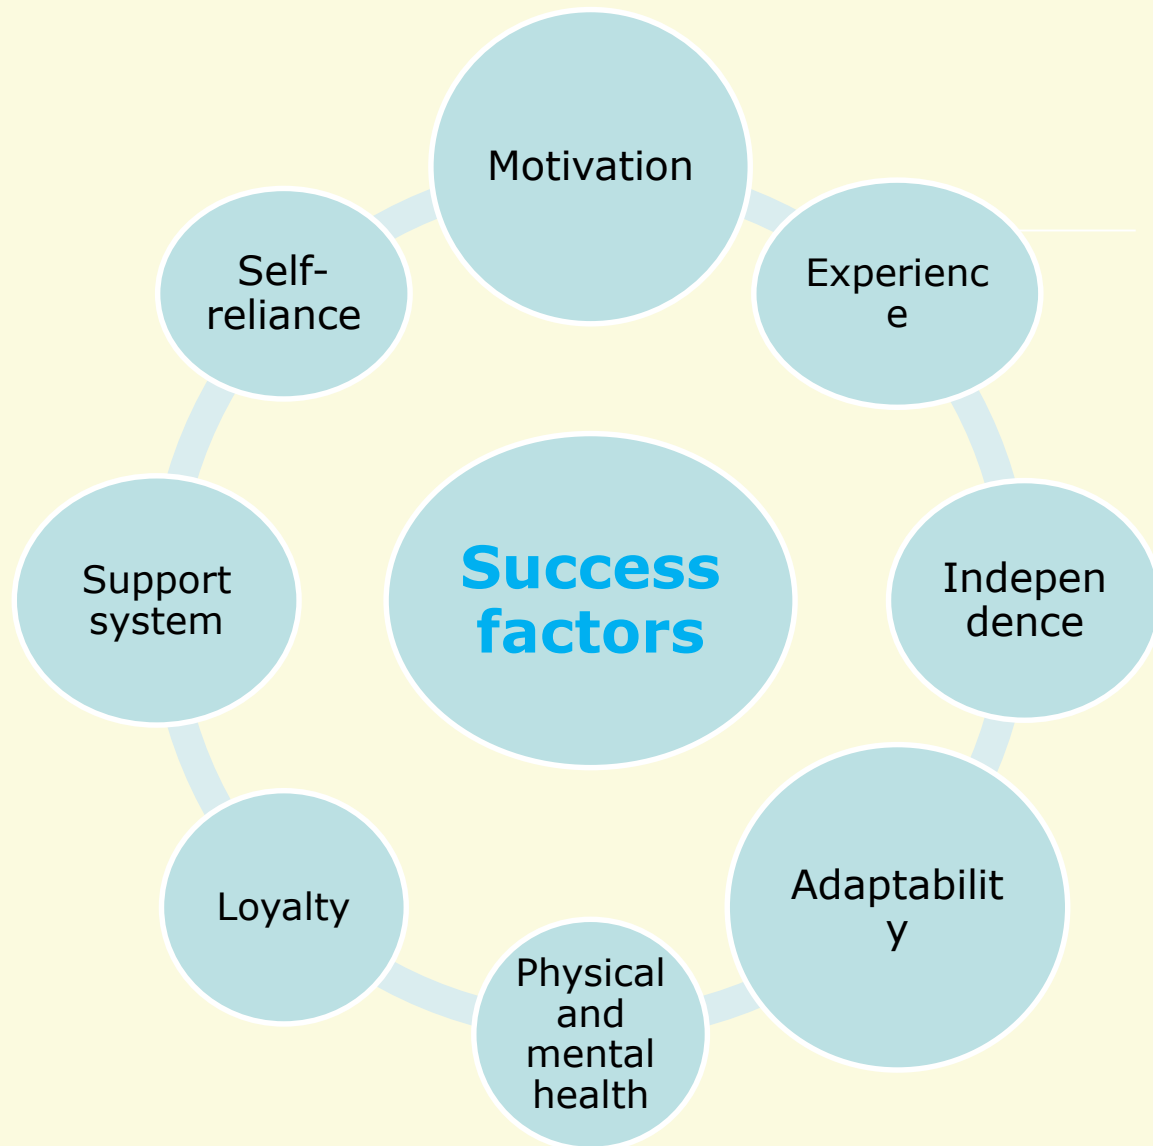 Motivation
Experienc
e
Indepen
dence
Adaptabilit
y
Physical
and
mental
health
Loyalty
Support
system
Self-
reliance
Success
factors